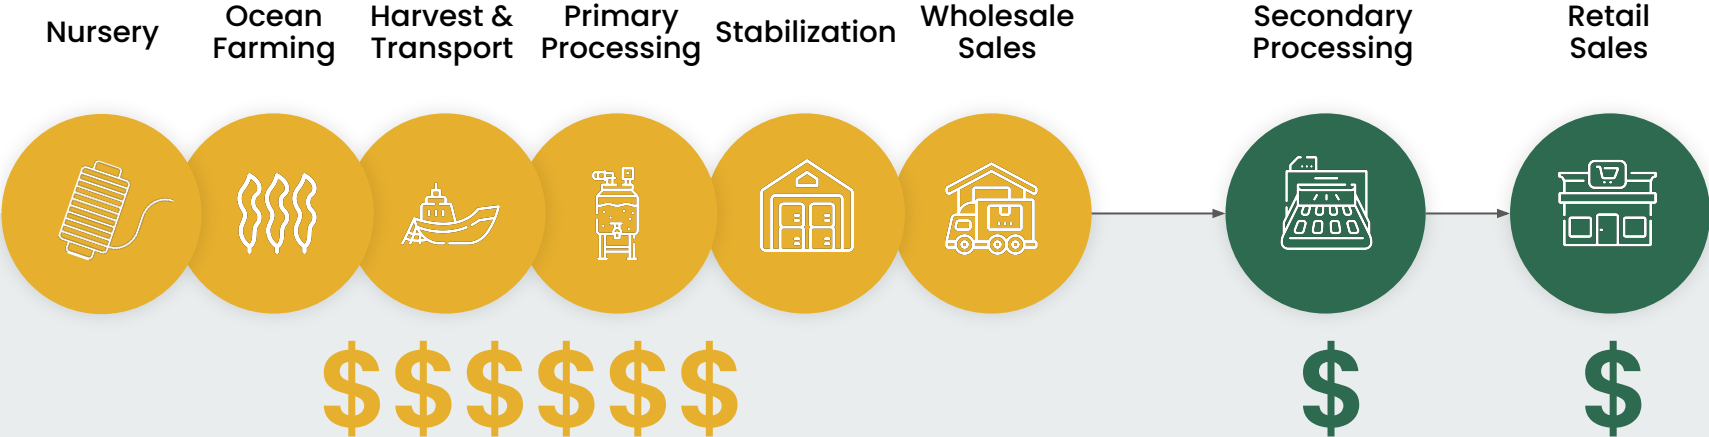 Nursery
Ocean
Farming
Harvest &
Transport
Primary
Processing
Stabilization
Wholesale
Sales
Secondary
Processing
Retail
Sales
$$$$$$
$
$